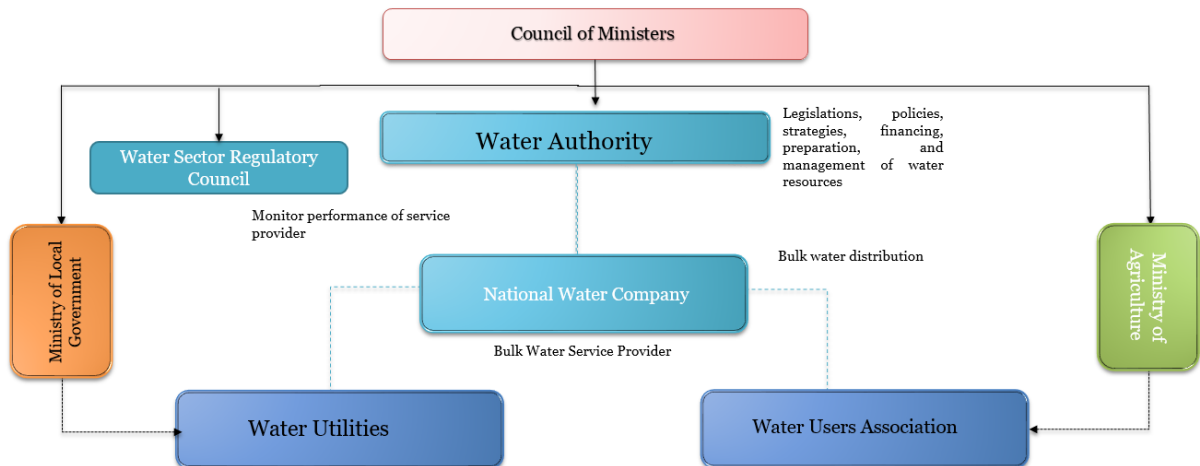 Council of Ministers
Water Authority
Legislations, policies,
strategies, financing,
preparation, and
management of water
resources
Water Sector Regulatory
Council
Monitor performance of service
provider
Ministry of Local
Government
Bulk water distribution
Ministry of
Agriculture
National Water Company
Bulk Water Service Provider
Water Utilities
Water Users Association